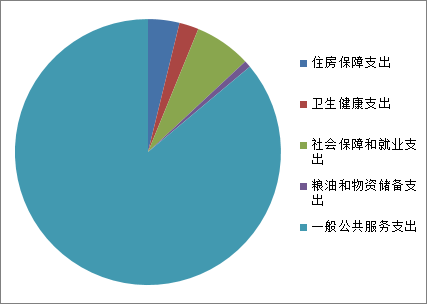 住房保障支出
卫生健康支出
社会保障和就业支
出
粮油和物资储备支
出
一般公共服务支出